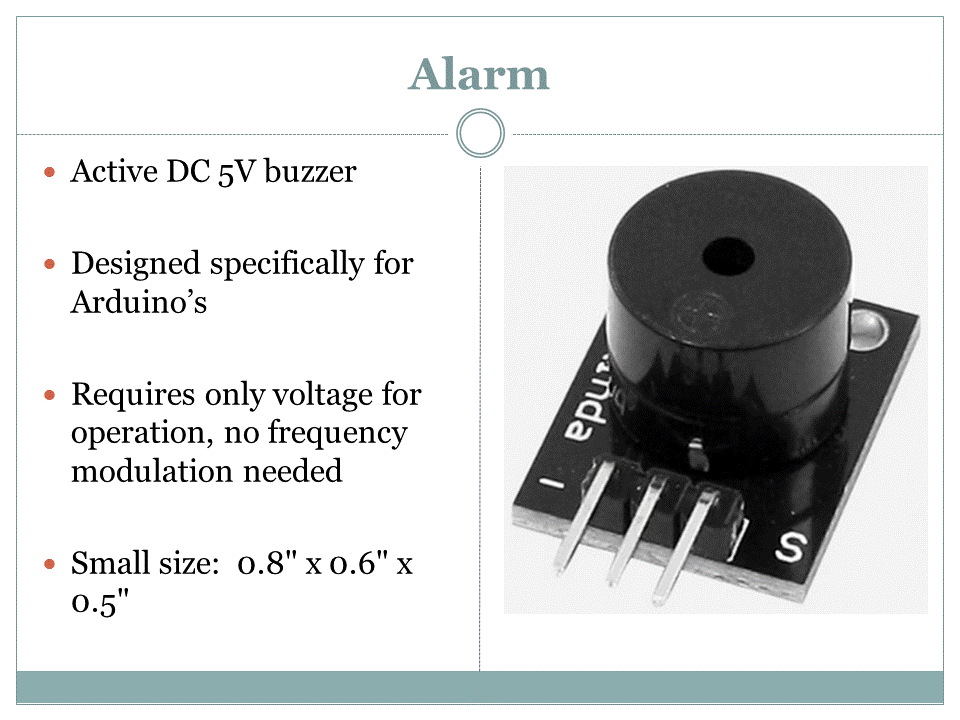 Alarm
• Active DC 5V buzzer
• Designed specifically for
Arduino’s
• Requires only voltage for
operation, no frequency
modulation needed
• Small size:  0.8" x 0.6" x
0.5"
–
S